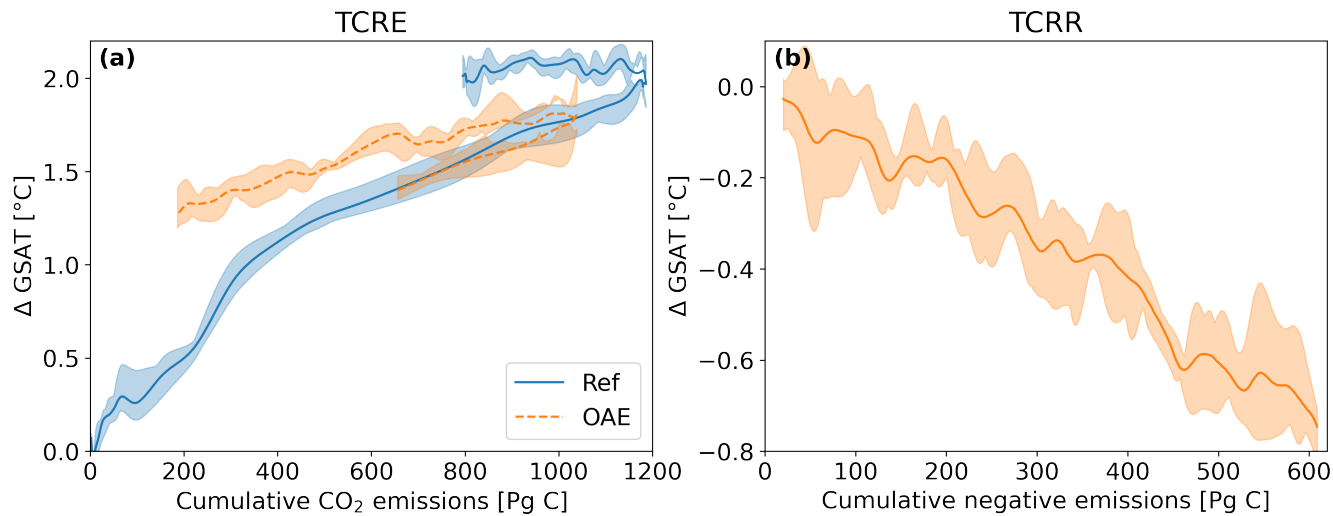 TCRE
(a)
Δ GSAT [°C]
2.0
1.5
1.0
0.5
0.0
0
200
400
600
800
1000
1200
Cumulative CO₂ emissions [Pg C]
Ref
OAE
TCRR
(b)
Δ GSAT [°C]
0.0
−0.2
−0.4
−0.6
−0.8
0
100
200
300
400
500
600
Cumulative negative emissions [Pg C]